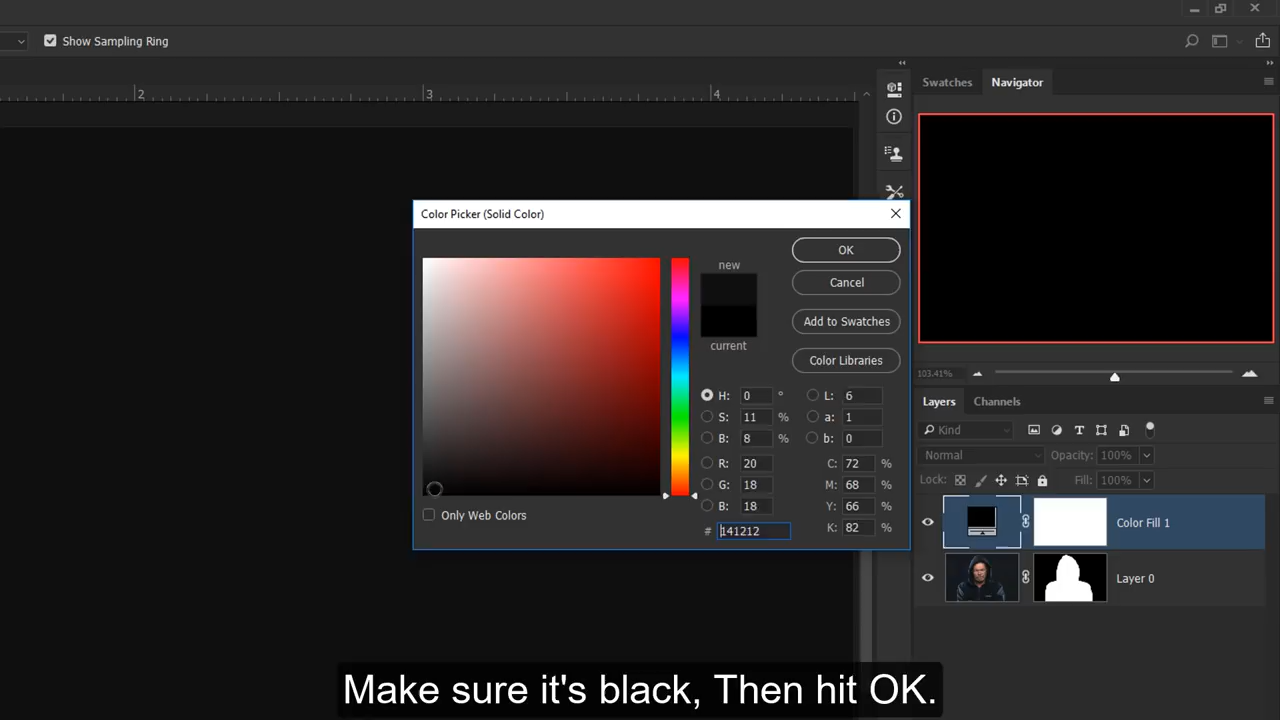 Show Sampling Ring
2
3
4
Swatches
Navigator
Color Picker (Solid Color)
new
current
OK
Cancel
Add to Swatches
Color Libraries
H: 0 °
S: 11 %
B: 8 %
R: 20
G: 18
B: 18
# 141212
L: 6
a: 1
b: 0
C: 72 %
M: 68 %
Y: 66 %
K: 82 %
Only Web Colors
103.41%
Layers
Channels
Kind
Normal
Opacity: 100%
Lock:
Fill: 100%
Color Fill 1
Layer 0
Make sure it's black, Then hit OK.